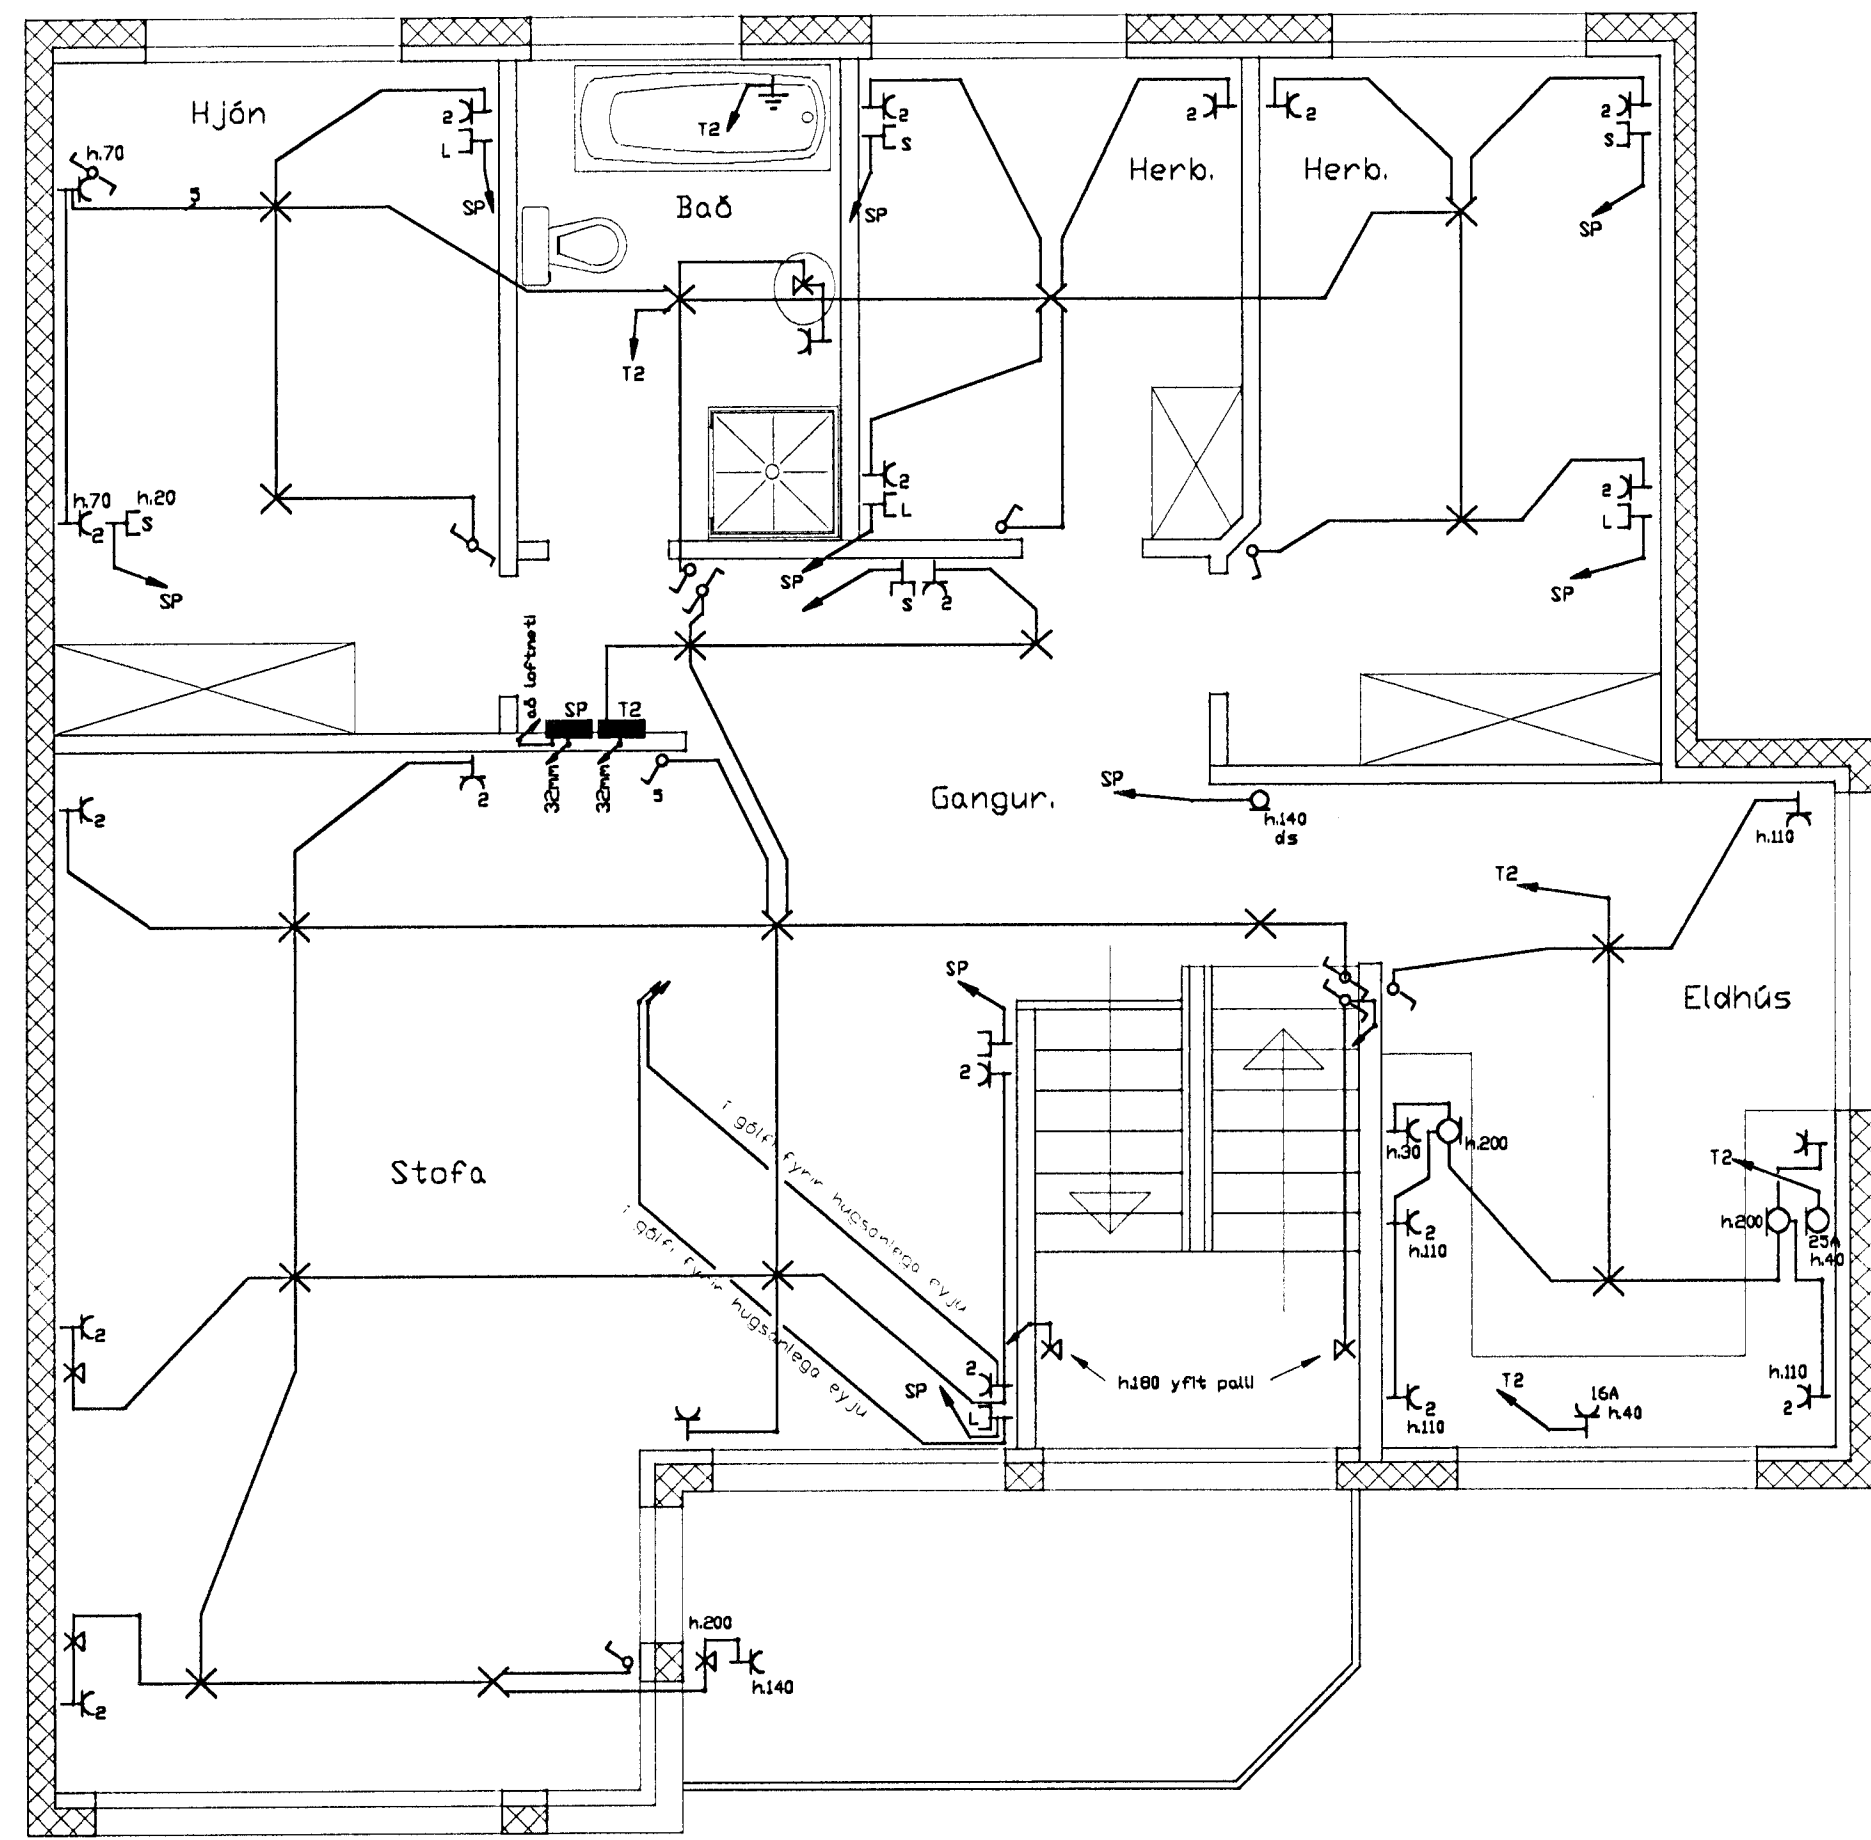 Hjón
2
L
SP
h.70
5
T2
Bað
T2
2
S
SP
Herb.
2
2
Herb.
2
S
SP
h.70
2
h.20
S
SP
2
L
SP
S
2
2
L
SP
að loftneti
SP
T2
32mm
32mm
2
5
2
Gangur.
SP
h.140
ds
h.110
T2
Eldhús
SP
2
Stofa
í gólfi fyrir hugsanlega eyju
í gólfi fyrir hugsanlega eyju
h.30
h.200
T2
h.200
25A
h.40
2
h.110
2
2
SP
L
h.180 yfit palli
2
h.110
T2
16A
h.40
h.110
2
h.200
h.140
2